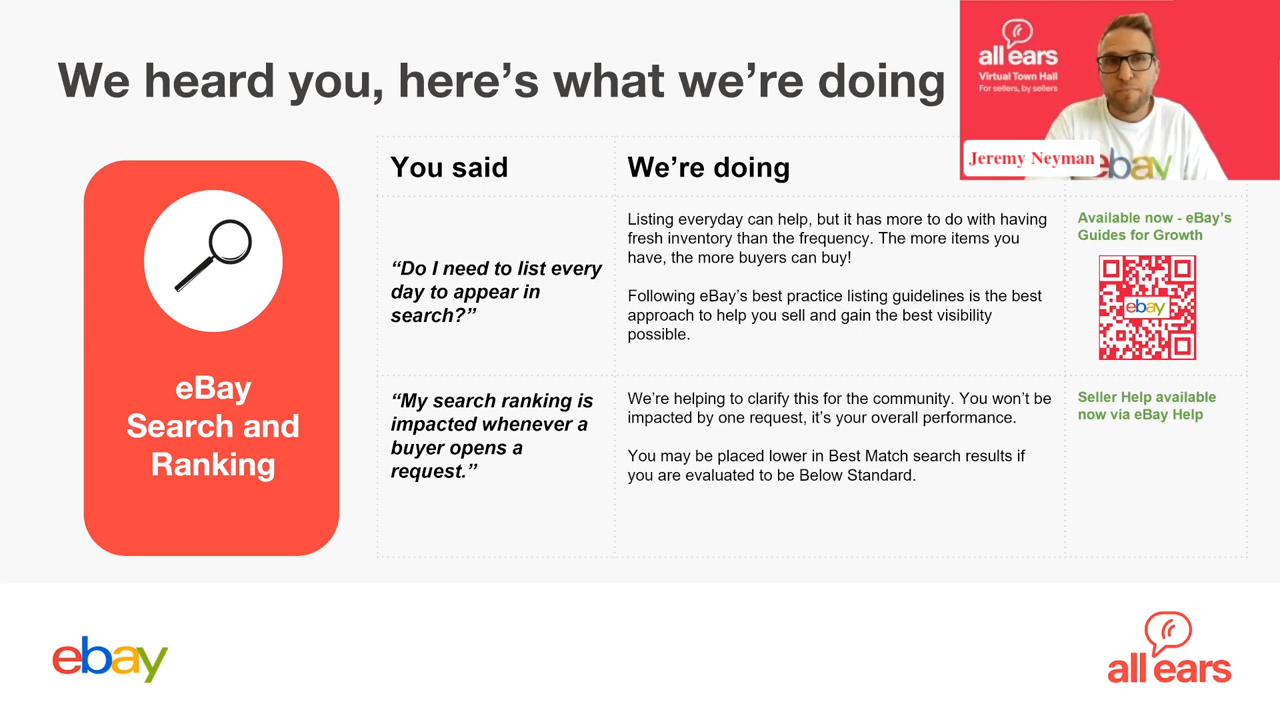 We heard you, here’s what we’re doing
all ears
Virtual Town Hall
For sellers, by sellers
Jeremy Neyman
ebay
eBay
Search and
Ranking
You said
We’re doing
“Do I need to list every
day to appear in
search?”
Listing everyday can help, but it has more to do with having
fresh inventory than the frequency. The more items you
have, the more buyers can buy!
Following eBay’s best practice listing guidelines is the best
approach to help you sell and gain the best visibility
possible.
Available now - eBay’s
Guides for Growth
ebay
“My search ranking is
impacted whenever a
buyer opens a
request.”
We’re helping to clarify this for the community. You won’t be
impacted by one request, it’s your overall performance.
You may be placed lower in Best Match search results if
you are evaluated to be Below Standard.
Seller Help available
now via eBay Help
ebay
all ears